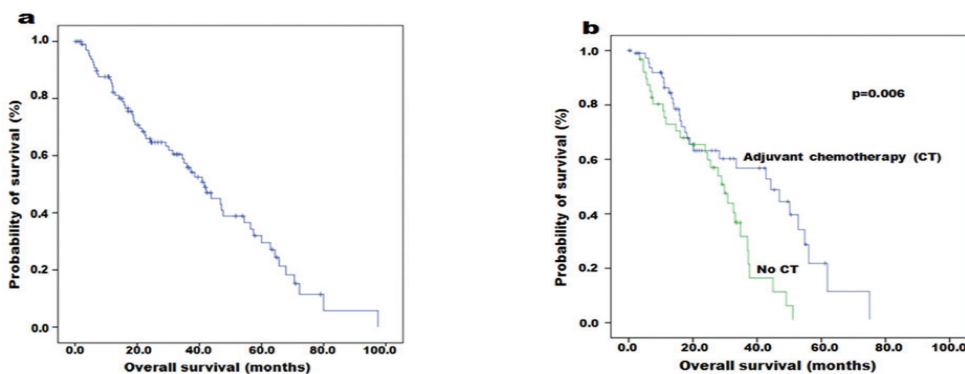 a
1.0
0.8
0.6
0.4
0.2
0.0
Probability of survival (%)
0.0 20.0 40.0 60.0 80.0 100.0
Overall survival (months)
b
1.0
0.8
0.6
0.4
0.2
0.0
Probability of survival (%)
p=0.006
Adjuvant chemotherapy (CT)
No CT
0.0 20.0 40.0 60.0 80.0 100.0
Overall survival (months)